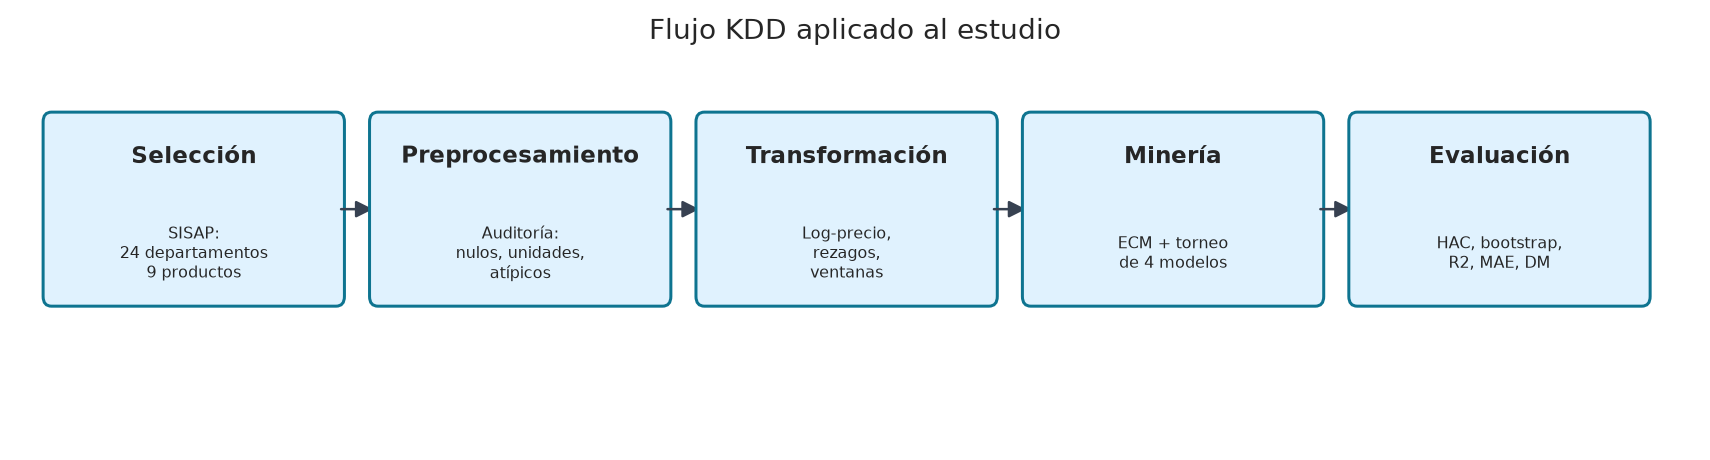 Flujo KDD aplicado al estudio
Selección
SISAP:
24 departamentos
9 productos
Preprocesamiento
Auditoría:
nulos, unidades,
atípicos
Transformación
Log-precio,
rezagos,
ventanas
Minería
ECM + torneo
de 4 modelos
Evaluación
HAC, bootstrap,
R2, MAE, DM